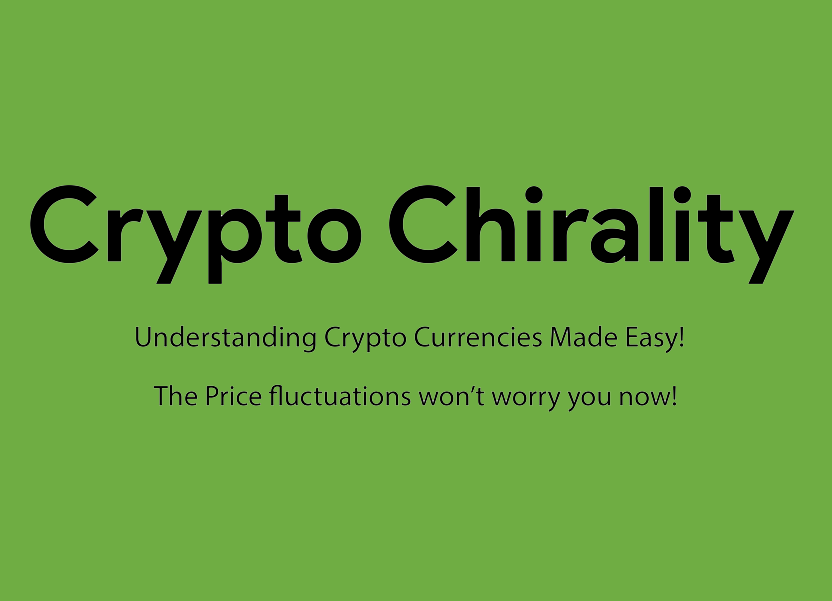 Crypto Chirality
Understanding Crypto Currencies Made Easy!
The Price fluctuations won’t worry you now!